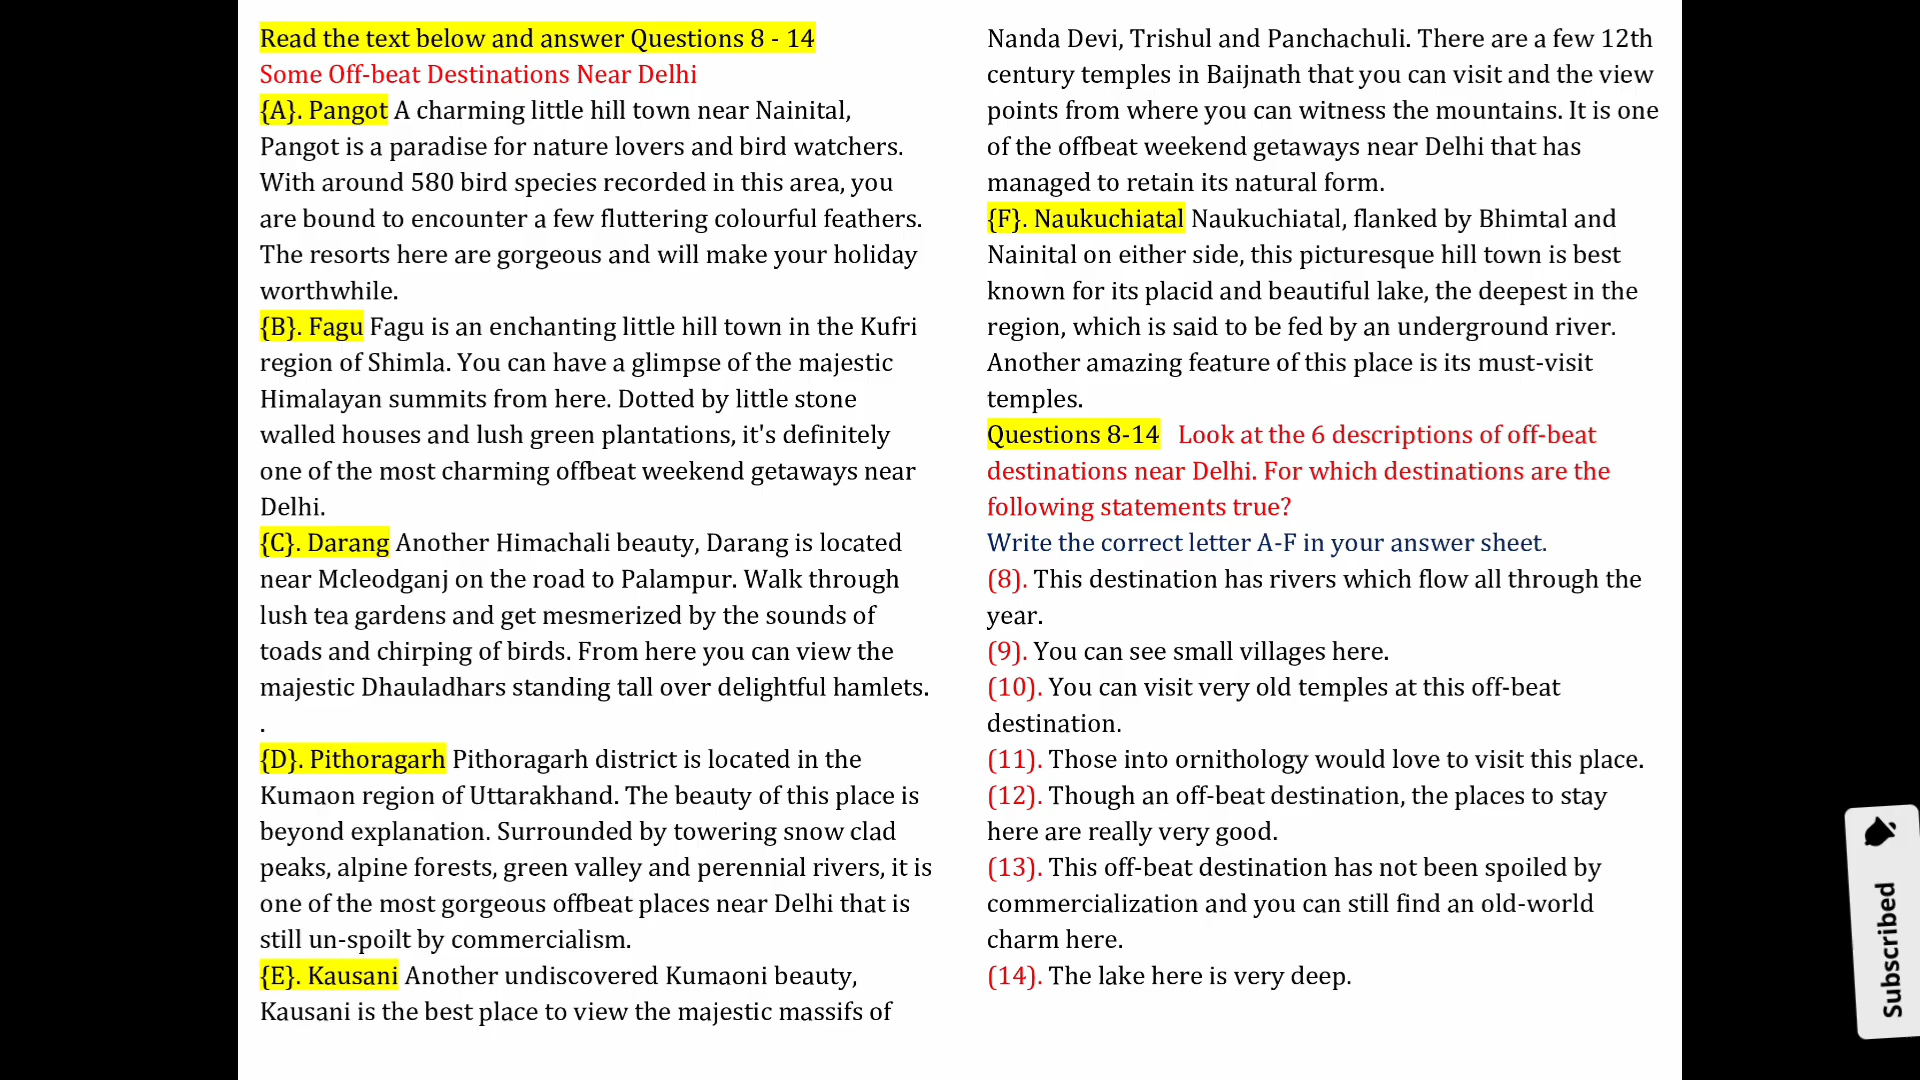 Read the text below and answer Questions 8 - 14
Some Off-beat Destinations Near Delhi
{A}. Pangot A charming little hill town near Nainital,
Pangot is a paradise for nature lovers and bird watchers.
With around 580 bird species recorded in this area, you
are bound to encounter a few fluttering colourful feathers.
The resorts here are gorgeous and will make your holiday
worthwhile.
{B}. Fagu Fagu is an enchanting little hill town in the Kufri
region of Shimla. You can have a glimpse of the majestic
Himalayan summits from here. Dotted by little stone
walled houses and lush green plantations, it's definitely
one of the most charming offbeat weekend getaways near
Delhi.
{C}. Darang Another Himachali beauty, Darang is located
near Mcleodganj on the road to Palampur. Walk through
lush tea gardens and get mesmerized by the sounds of
toads and chirping of birds. From here you can view the
majestic Dhauladhars standing tall over delightful hamlets.
.
{D}. Pithoragarh Pithoragarh district is located in the
Kumaon region of Uttarakhand. The beauty of this place is
beyond explanation. Surrounded by towering snow clad
peaks, alpine forests, green valley and perennial rivers, it is
one of the most gorgeous offbeat places near Delhi that is
still un-spoilt by commercialism.
{E}. Kausani Another undiscovered Kumaoni beauty,
Kausani is the best place to view the majestic massifs of
Nanda Devi, Trishul and Panchachuli. There are a few 12th
century temples in Baijnath that you can visit and the view
points from where you can witness the mountains. It is one
of the offbeat weekend getaways near Delhi that has
managed to retain its natural form.
{F}. Naukuchiatal Naukuchiatal, flanked by Bhimtal and
Nainital on either side, this picturesque hill town is best
known for its placid and beautiful lake, the deepest in the
region, which is said to be fed by an underground river.
Another amazing feature of this place is its must-visit
temples.
Questions 8-14 Look at the 6 descriptions of off-beat
destinations near Delhi. For which destinations are the
following statements true?
Write the correct letter A-F in your answer sheet.
(8). This destination has rivers which flow all through the
year.
(9). You can see small villages here.
(10). You can visit very old temples at this off-beat
destination.
(11). Those into ornithology would love to visit this place.
(12). Though an off-beat destination, the places to stay
here are really very good.
(13). This off-beat destination has not been spoiled by
commercialization and you can still find an old-world
charm here.
(14). The lake here is very deep.
Subscribed